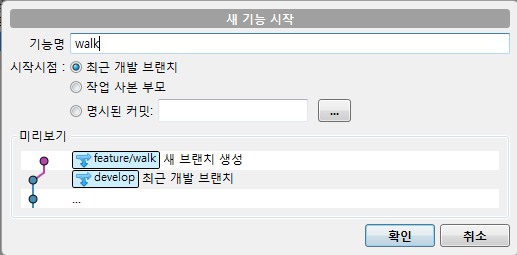 새 기능 시작
기능명 walk
시작시점 : 최근 개발 브랜치
작업 사본 부모
명시된 커밋: ...
미리보기
feature/walk 새 브랜치 생성
develop 최근 개발 브랜치
...
확인 취소